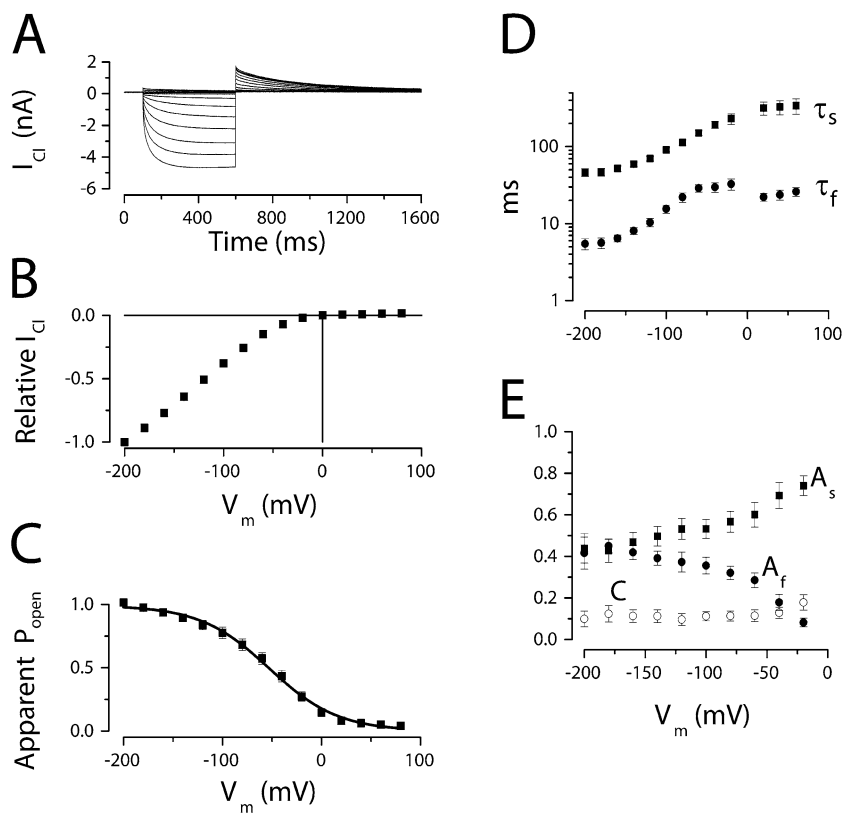 A
I Cl (nA)
2
0
-2
-4
-6
0 400 800 1200 1600
Time (ms)
B
Relative I Cl
0.0
-0.5
-1.0
-200 -100 0 100
V m (mV)
C
Apparent P open
1.0
0.5
0.0
-200 -100 0 100
V m (mV)
D
ms
100
10
1
τ s
τ f
-200 -100 0 100
E
1.0
0.8
0.6
0.4
0.2
0.0
A s
A f
C
-200 -150 -100 -50 0
V m (mV)